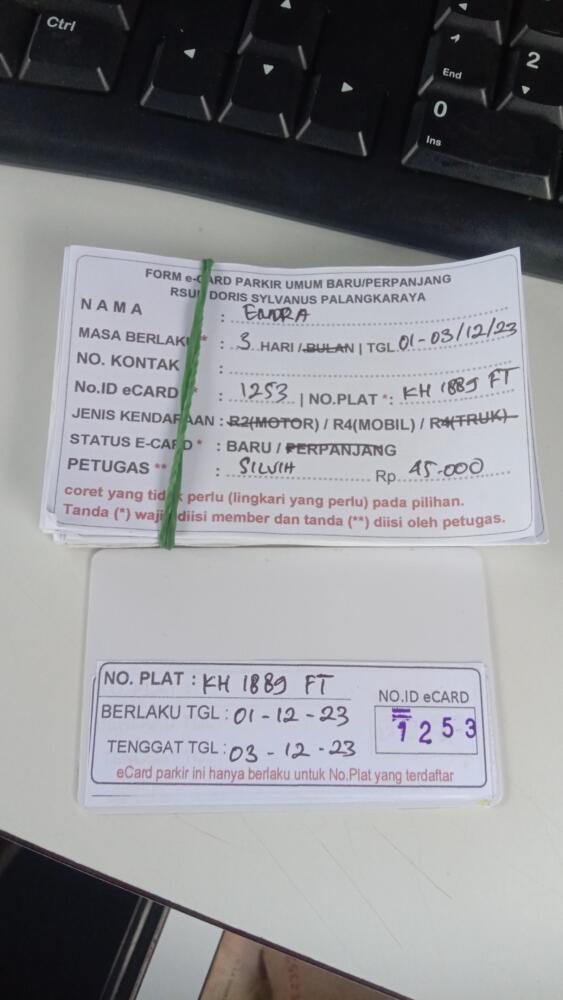 Ctrl
End
2
0
Ins
FORM e-CARD PARKIR UMUM BARU/PERPANJANG
RSUD DORIS SYLVANUS PALANGKARAYA
NAMA : ENDRA
MASA BERLAKU * : 3 HARI / BULAN | TGL 01-03/12/23
NO. KONTAK :
No.ID eCARD * : 1253 | NO.PLAT *: KH 1889 FT
JENIS KENDARAAN : R2(MOTOR) / R4(MOBIL) / R4(TRUK)
STATUS E-CARD * : BARU / PERPANJANG
PETUGAS ** : SILVIH Rp 45.000
coret yang tidak perlu (lingkari yang perlu) pada pilihan.
Tanda (*) wajib diisi member dan tanda (**) diisi oleh petugas.
NO. PLAT : KH 1889 FT
BERLAKU TGL : 01-12-23
TENGGAT TGL : 03-12-23
NO.ID eCARD
1253
eCard parkir ini hanya berlaku untuk No.Plat yang terdaftar